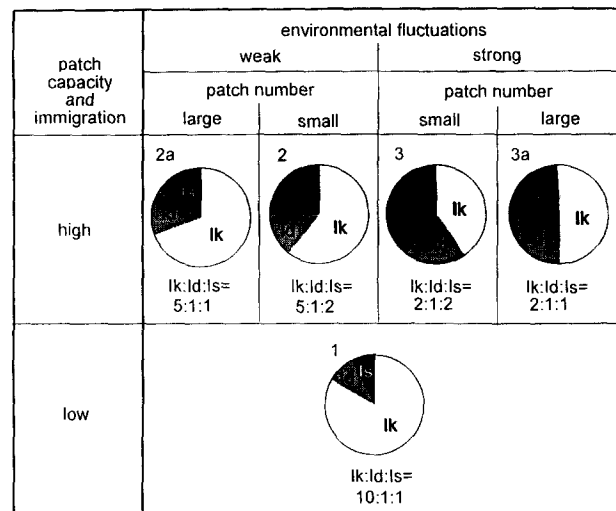 environmental fluctuations
weak strong
patch capacity and immigration
patch number patch number
large small small large
high
2a 2 3 3a
Ik Ik Ik Ik
Ik:Id:Is= Ik:Id:Is= Ik:Id:Is= Ik:Id:Is=
5:1:1 5:1:2 2:1:2 2:1:1
low
1
Is
Ik
Ik:Id:Is=
10:1:1